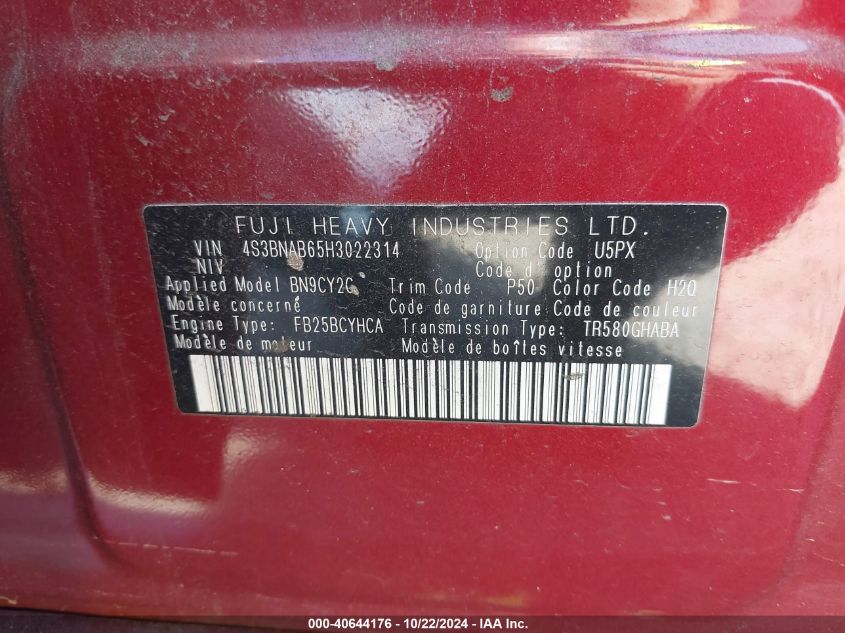 FUJI HEAVY INDUSTRIES LTD.
VIN 4S3BNAB65H3022314 Option Code U5PX
NIV Code d'option
Applied Model BN9CY2G Trim Code P50 Color Code H2Q
Modèle concerné Code de garniture Code de couleur
Engine Type: FB25BCYHCA Transmission Type: TR580GHABA
Modèle de moteur Modèle de boîtes vitesse
000-40644176 | 10/22/2024 - IAA Inc.